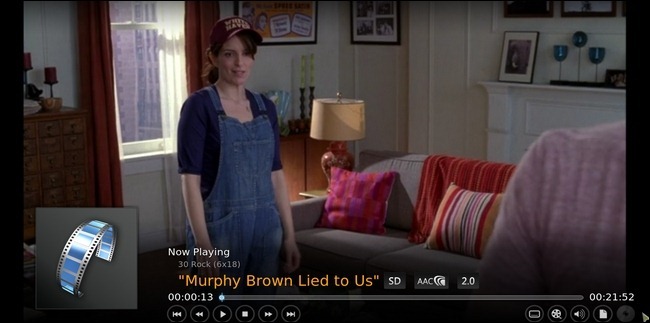 Now Playing
30 Rock (6x18)
"Murphy Brown Lied to Us" SD AAC 2.0
00:00:13 00:21:52